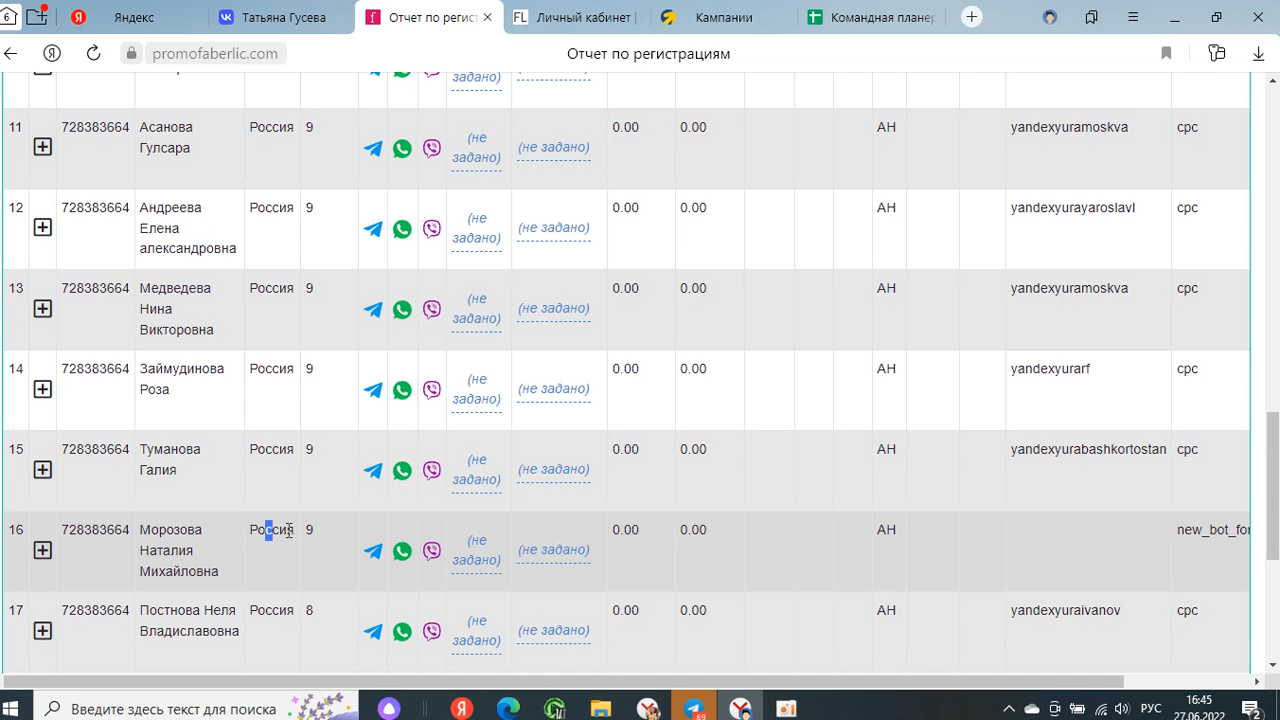 Яндекс
Татьяна Гусева
Отчет по регист
Личный кабинет
Кампании
Командная планер
promofaberlic.com
Отчет по регистрациям
задано)
11 728383664 Асанова Россия 9 (не 0.00 0.00 АН yandexyuramoskva cpc
Гулсара задано) (не задано)
12 728383664 Андреева Россия 9 (не 0.00 0.00 АН yandexyurayaroslavl cpc
Елена задано) (не задано)
александровна
13 728383664 Медведева Россия 9 (не 0.00 0.00 АН yandexyuramoskva cpc
Нина задано) (не задано)
Викторовна
14 728383664 Займудинова Россия 9 (не 0.00 0.00 АН yandexyurarf cpc
Роза задано) (не задано)
15 728383664 Туманова Россия 9 (не 0.00 0.00 АН yandexyurabashkortostan cpc
Галия задано) (не задано)
16 728383664 Морозова Россия 9 (не 0.00 0.00 АН new_bot_for
Наталия задано) (не задано)
Михайловна
17 728383664 Постнова Неля Россия 8 (не 0.00 0.00 АН yandexyuraivanov cpc
Владиславовна задано) (не задано)
Введите здесь текст для поиска
69
РУС
16:45
27.06.2022
2